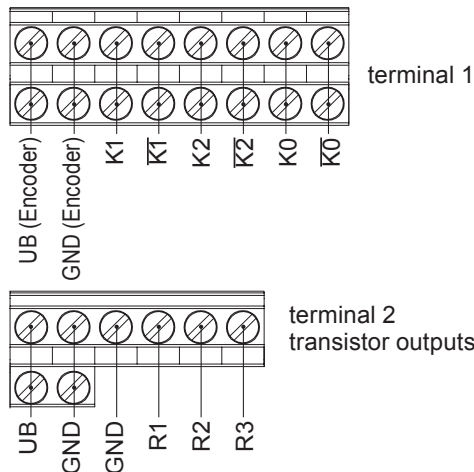 terminal 1
UB (Encoder)
GND (Encoder)
K1
K̅1̅
K2
K̅2̅
K0
K̅0̅
terminal 2
transistor outputs
UB
GND
GND
R1
R2
R3